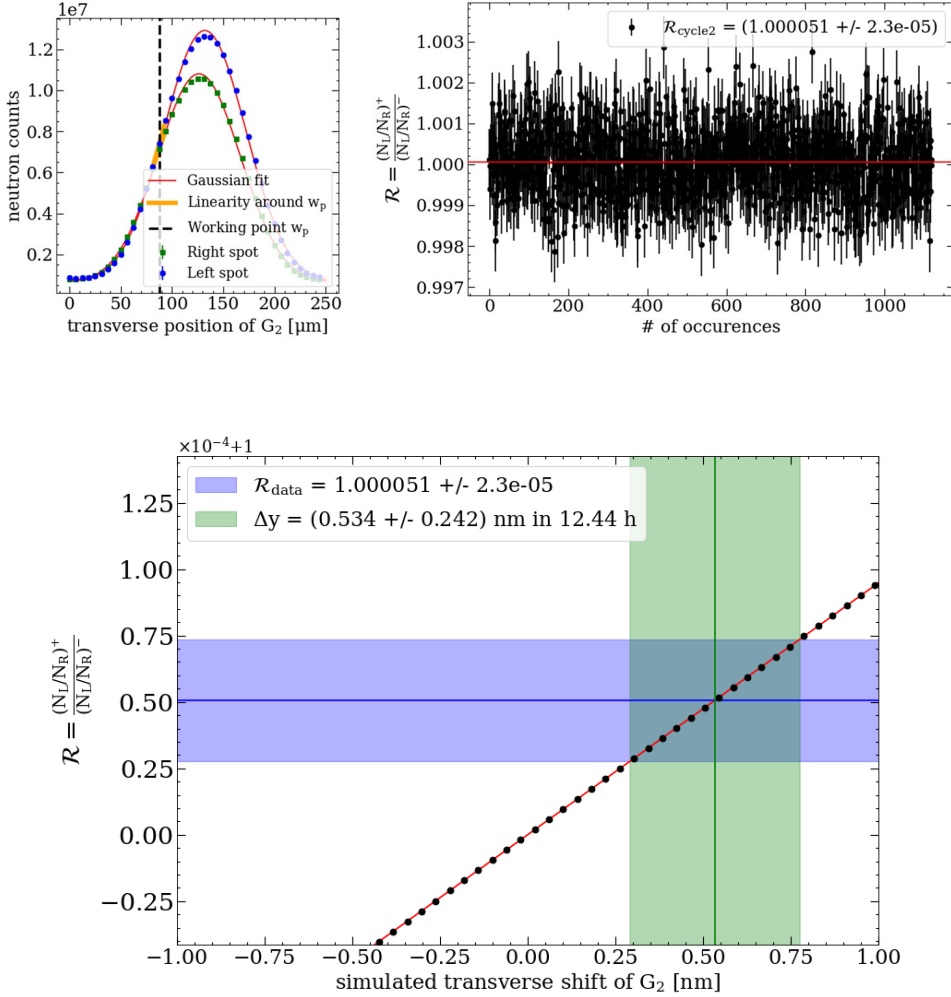 1e7
1.2
1.0
0.8
0.6
0.4
0.2
neutron counts
Gaussian fit
Linearity around wₚ
Working point wₚ
Right spot
Left spot
0 50 100 150 200 250
transverse position of G₂ [µm]
ℛ_cycle2 = (1.000051 +/- 2.3e-05)
1.003
1.002
1.001
1.000
0.999
0.998
0.997
ℛ = (N_L/N_R)⁺ / (N_L/N_R)⁻
0 200 400 600 800 1000
# of occurences
×10⁻⁴+1
ℛ_data = 1.000051 +/- 2.3e-05
Δy = (0.534 +/- 0.242) nm in 12.44 h
1.25
1.00
0.75
0.50
0.25
0.00
−0.25
ℛ = (N_L/N_R)⁺ / (N_L/N_R)⁻
−1.00 −0.75 −0.50 −0.25 0.00 0.25 0.50 0.75 1.00
simulated transverse shift of G₂ [nm]